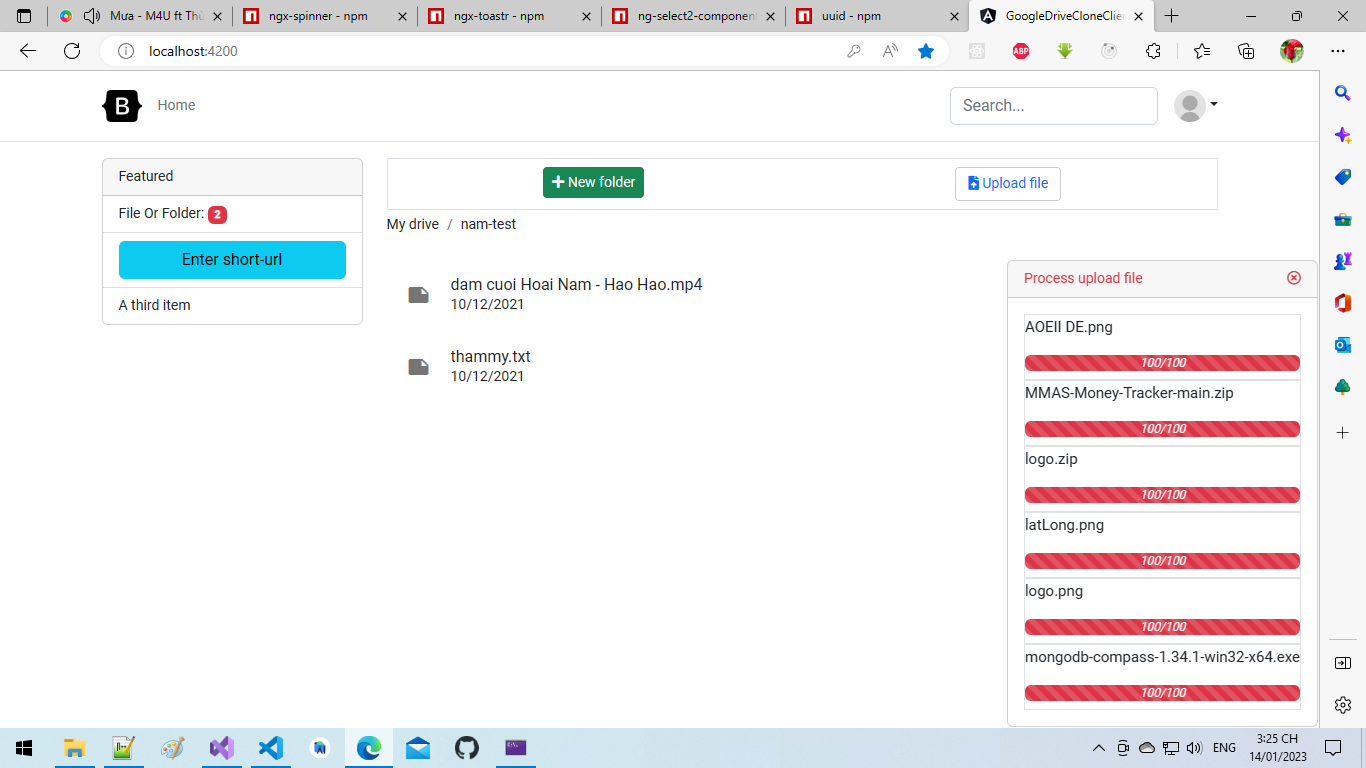 Mưa - M4U ft Thù
ngx-spinner - npm
ngx-toastr - npm
ng-select2-component
uuid - npm
GoogleDriveCloneClien
localhost:4200
ABP
B
Home
Search...
Featured
File Or Folder: 2
Enter short-url
A third item
New folder
Upload file
My drive / nam-test
dam cuoi Hoai Nam - Hao Hao.mp4
10/12/2021
thammy.txt
10/12/2021
Process upload file
AOEII DE.png
100/100
MMAS-Money-Tracker-main.zip
100/100
logo.zip
100/100
latLong.png
100/100
logo.png
100/100
mongodb-compass-1.34.1-win32-x64.exe
100/100
ENG
3:25 CH
14/01/2023